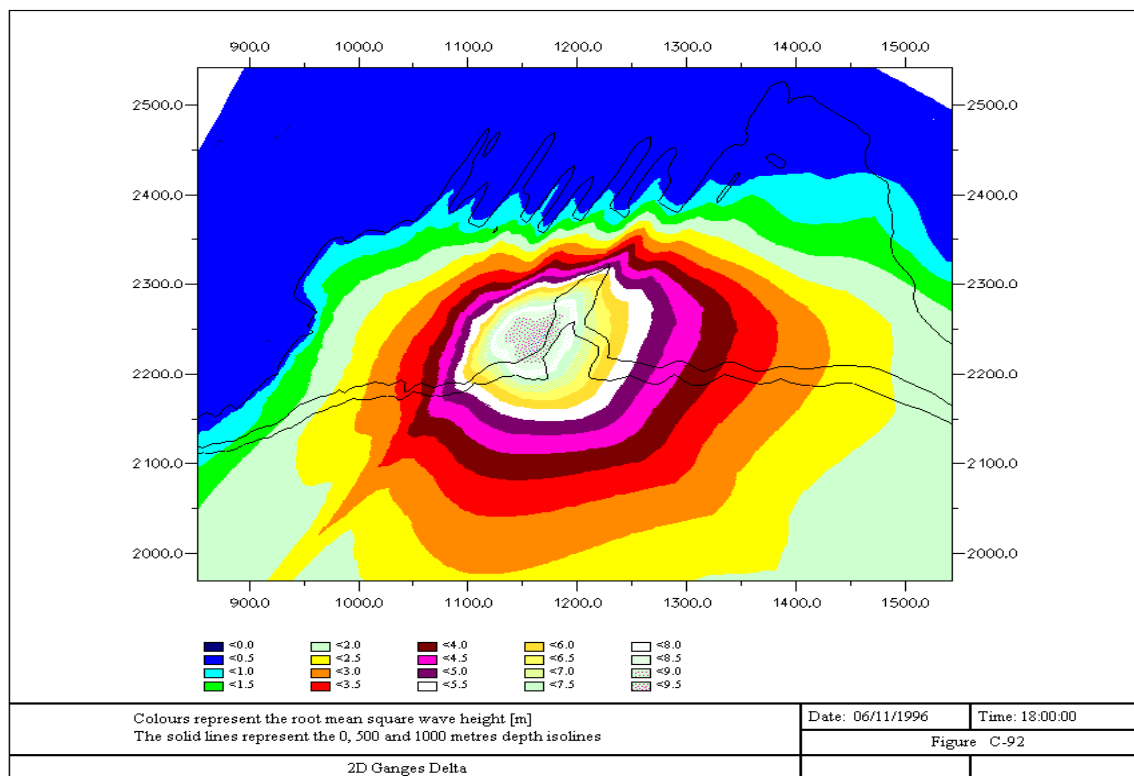 900.0 1000.0 1100.0 1200.0 1300.0 1400.0 1500.0
2500.0 2500.0
2400.0 2400.0
2300.0 2300.0
2200.0 2200.0
2100.0 2100.0
2000.0 2000.0
900.0 1000.0 1100.0 1200.0 1300.0 1400.0 1500.0
<0.0 <2.0 <4.0 <6.0 <8.0
<0.5 <2.5 <4.5 <6.5 <8.5
<1.0 <3.0 <5.0 <7.0 <9.0
<1.5 <3.5 <5.5 <7.5 <9.5
Colours represent the root mean square wave height [m]
The solid lines represent the 0, 500 and 1000 metres depth isolines
Date: 06/11/1996 Time: 18:00:00
Figure C-92
2D Ganges Delta